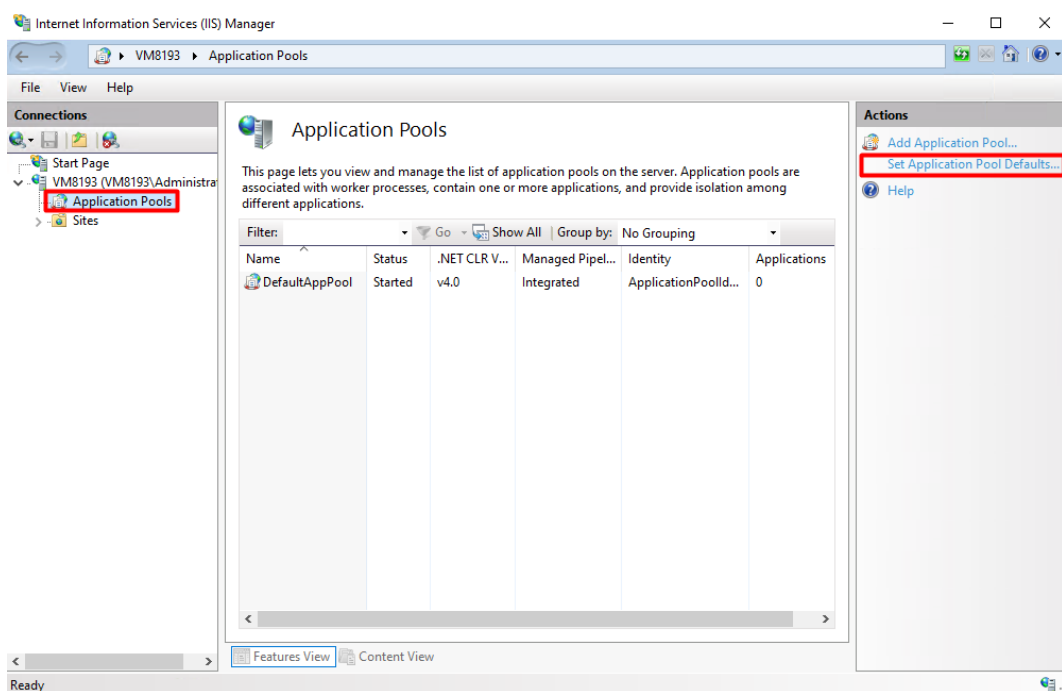 Internet Information Services (IIS) Manager
VM8193 Application Pools
File View Help
Connections
Start Page
VM8193 (VM8193\Administra
Application Pools
Sites
Application Pools
This page lets you view and manage the list of application pools on the server. Application pools are
associated with worker processes, contain one or more applications, and provide isolation among
different applications.
Filter: Go Show All Group by: No Grouping
Name Status .NET CLR V... Managed Pipel... Identity Applications
DefaultAppPool Started v4.0 Integrated ApplicationPoolId... 0
Features View Content View
Actions
Add Application Pool...
Set Application Pool Defaults...
Help
Ready